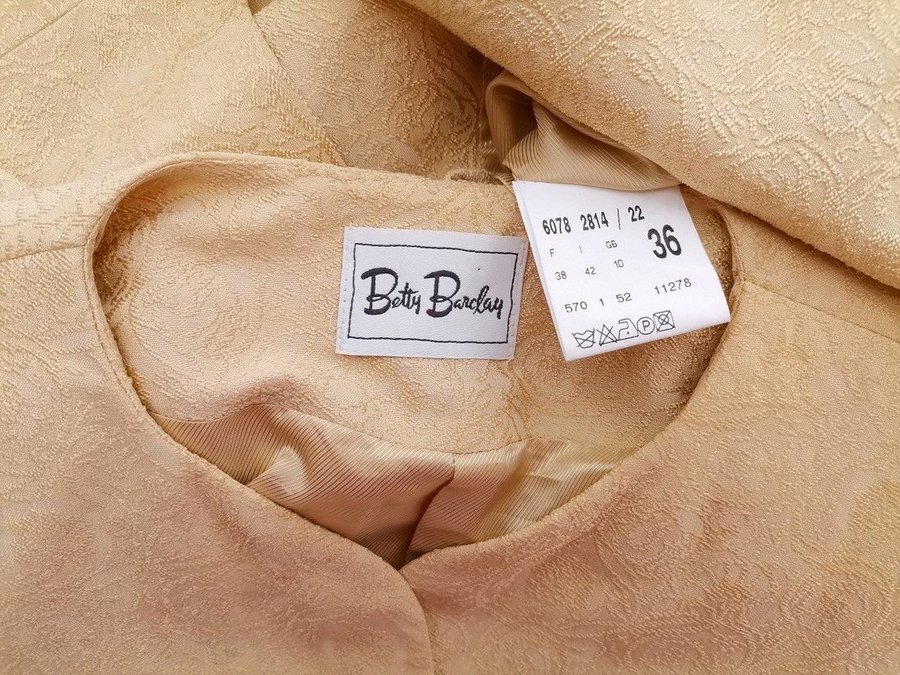 Betty Barclay
6078 2814 / 22
F I GB 36
38 42 10
570 1 52 11278
P